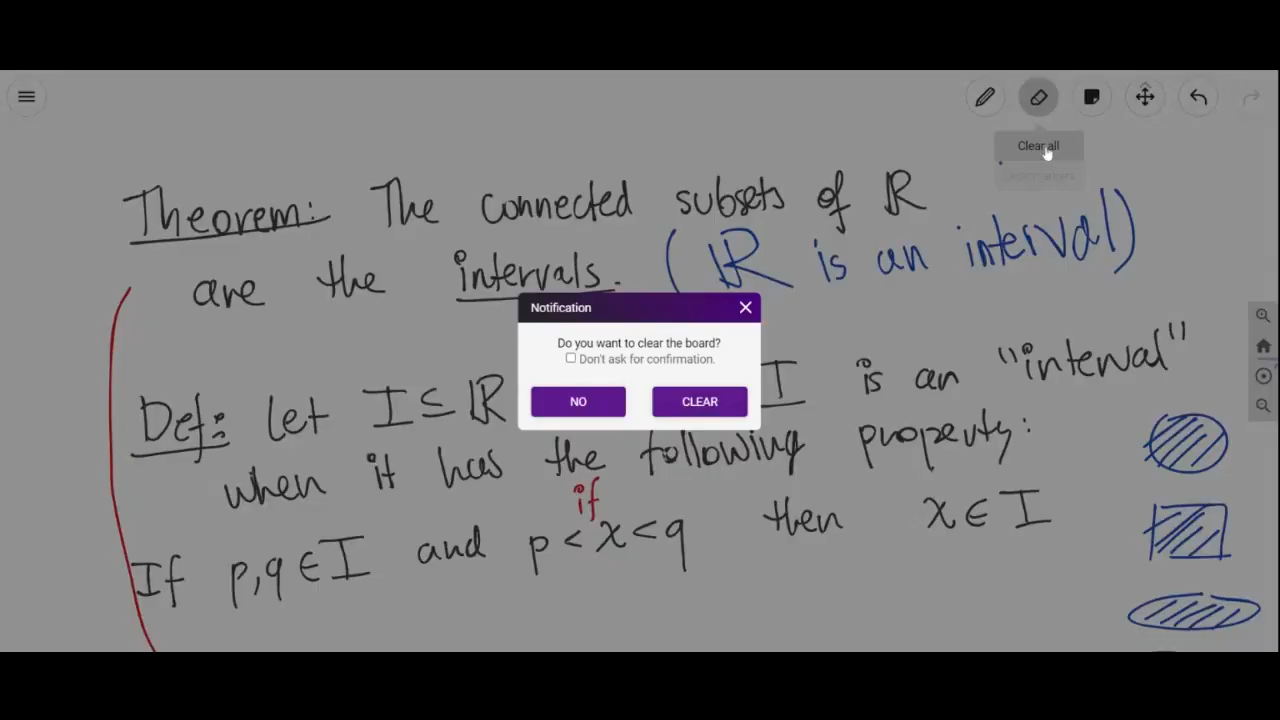 Clear all
Clear markers
Theorem: The connected subsets of ℝ
are the intervals. (ℝ is an interval)
Notification
Do you want to clear the board?
Don't ask for confirmation.
NO CLEAR
Def: let I ⊆ ℝ I is an "interval"
when it has the following property:
if
If p,q ∈ I and p < x < q then x ∈ I